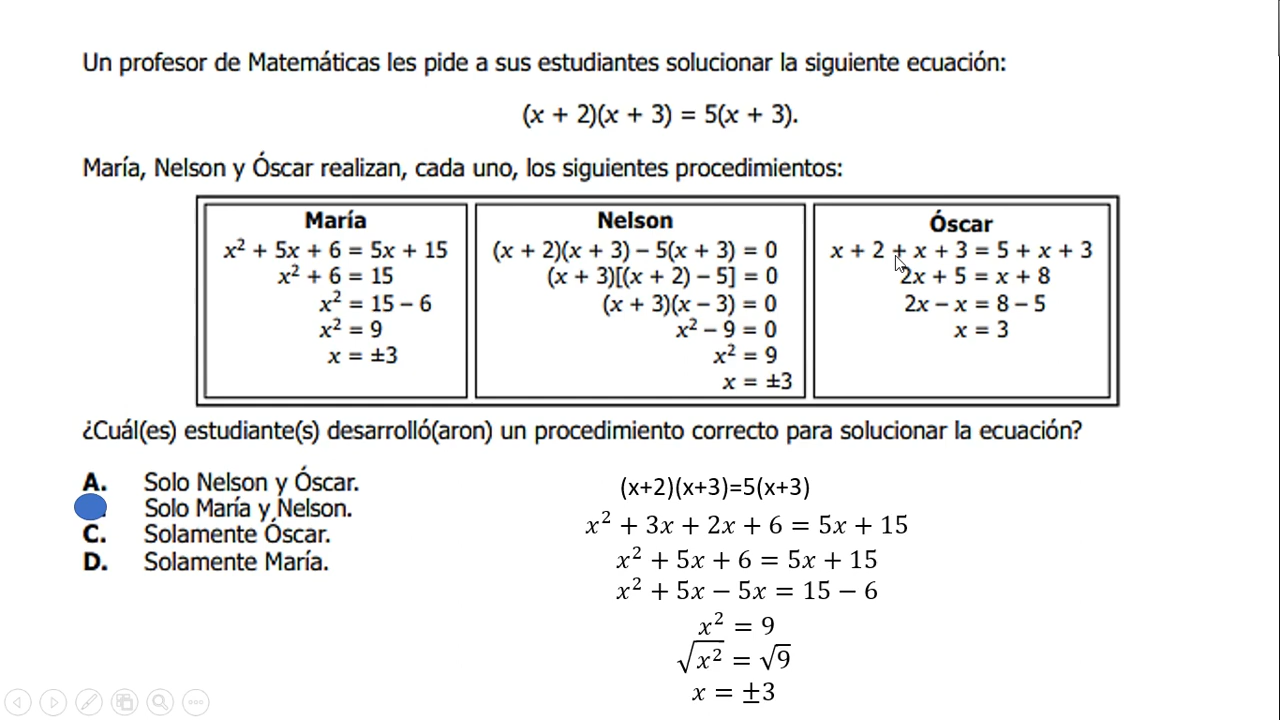 Un profesor de Matemáticas les pide a sus estudiantes solucionar la siguiente ecuación:
(x + 2)(x + 3) = 5(x + 3).
María, Nelson y Óscar realizan, cada uno, los siguientes procedimientos:
María
x² + 5x + 6 = 5x + 15
x² + 6 = 15
x² = 15 – 6
x² = 9
x = ±3
Nelson
(x + 2)(x + 3) – 5(x + 3) = 0
(x + 3)[(x + 2) – 5] = 0
(x + 3)(x – 3) = 0
x² – 9 = 0
x² = 9
x = ±3
Óscar
x + 2 + x + 3 = 5 + x + 3
2x + 5 = x + 8
2x – x = 8 – 5
x = 3
¿Cuál(es) estudiante(s) desarrolló(aron) un procedimiento correcto para solucionar la ecuación?
A. Solo Nelson y Óscar.
Solo María y Nelson.
C. Solamente Óscar.
D. Solamente María.
(x+2)(x+3)=5(x+3)
x² + 3x + 2x + 6 = 5x + 15
x² + 5x + 6 = 5x + 15
x² + 5x − 5x = 15 − 6
x² = 9
√x² = √9
x = ±3